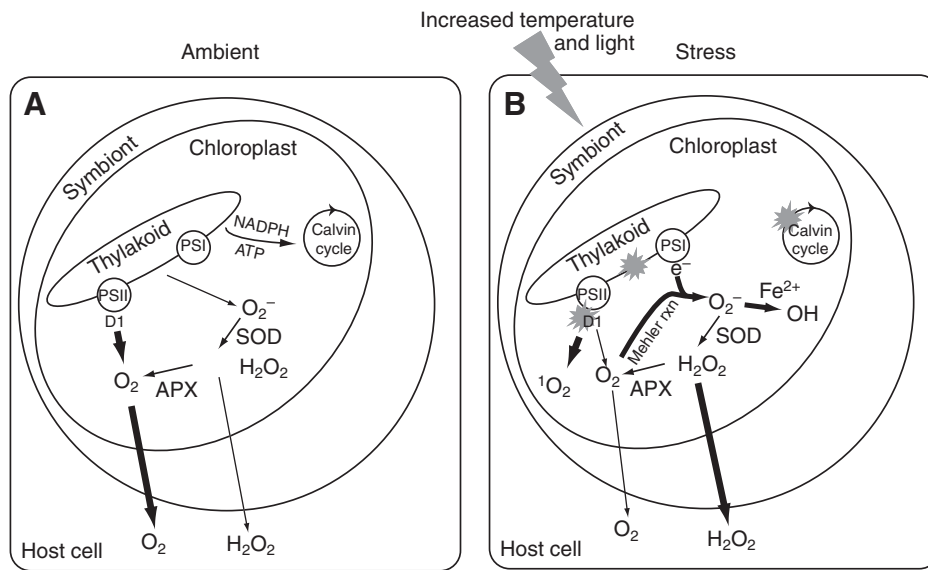 Increased temperature
and light
Ambient
Stress
A
Symbiont
Chloroplast
Thylakoid
PSI
NADPH
ATP
Calvin
cycle
PSII
D1
O₂⁻
SOD
H₂O₂
O₂
APX
O₂
H₂O₂
Host cell
B
Symbiont
Chloroplast
Thylakoid
PSI
e⁻
Calvin
cycle
PSII
D1
Mehler rxn
O₂⁻
Fe²⁺
OH
SOD
¹O₂
O₂
APX
H₂O₂
O₂
H₂O₂
Host cell